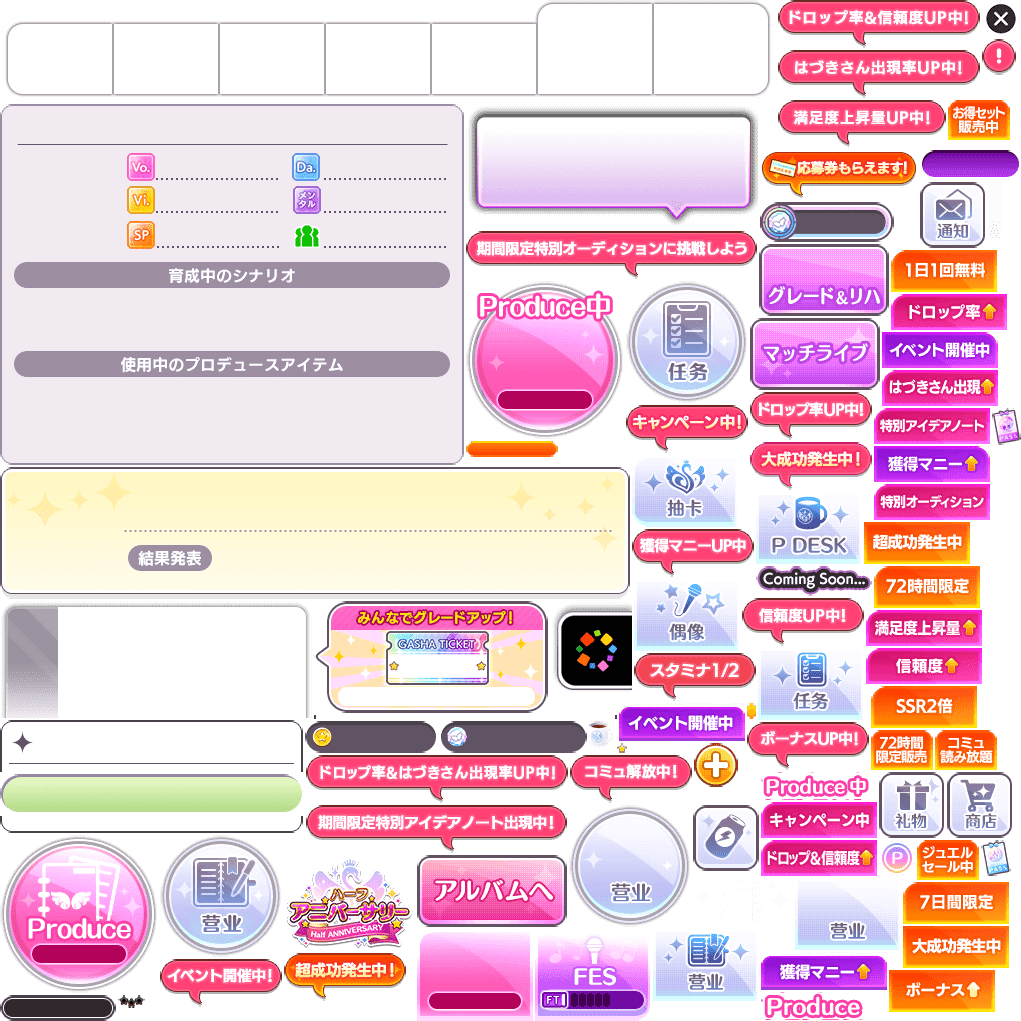 ドロップ率&信頼度UP中!
はづきさん出現率UP中!
満足度上昇量UP中!
お得セット
販売中
応募券もらえます!
通知
Vo.
Da.
Vi.
メン
タル
SP
育成中のシナリオ
使用中のプロデュースアイテム
期間限定特別オーディションに挑戦しよう
Produce中
任务
グレード&リハ
マッチライブ
1日1回無料
ドロップ率
イベント開催中
はづきさん出現
特別アイデアノート
PASS
獲得マニー
特別オーディション
超成功発生中
72時間限定
満足度上昇量
信頼度
SSR2倍
72時間
限定販売
コミュ
読み放題
キャンペーン中!
ドロップ率UP中!
大成功発生中!
抽卡
P DESK
獲得マニーUP中
Coming Soon...
信頼度UP中!
偶像
スタミナ1/2
任务
イベント開催中
ボーナスUP中!
結果発表
みんなでグレードアップ!
GASHA TICKET
ドロップ率&はづきさん出現率UP中!
コミュ解放中!
期間限定特別アイデアノート出現中!
Produce中
キャンペーン中
ドロップ&信頼度
礼物
商店
P
ジュエル
セール中
PASS
7日間限定
大成功発生中
ボーナス
Produce
营业
ハーフ
アニバーサリー
Half ANNIVERSARY
アルバムへ
营业
营业
イベント開催中!
超成功発生中!
FES
FT
营业
獲得マニー
Produce